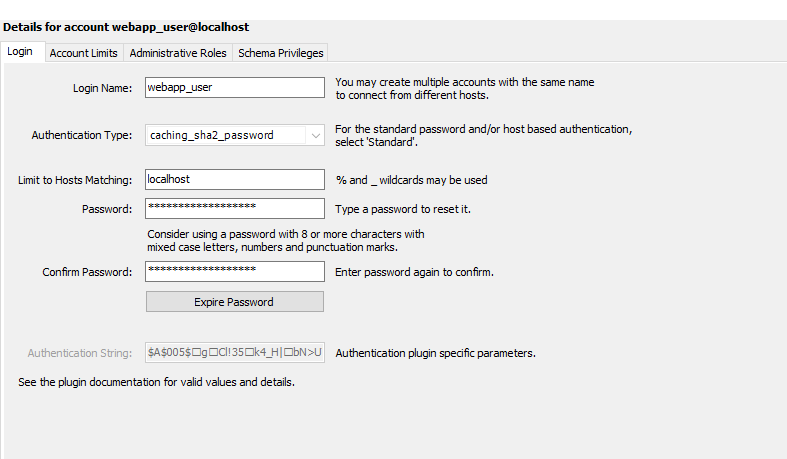 Details for account webapp_user@localhost
Login Account Limits Administrative Roles Schema Privileges
Login Name: webapp_user You may create multiple accounts with the same name
to connect from different hosts.
Authentication Type: caching_sha2_password For the standard password and/or host based authentication,
select 'Standard'.
Limit to Hosts Matching: localhost % and _ wildcards may be used
Password: ****************** Type a password to reset it.
Consider using a password with 8 or more characters with
mixed case letters, numbers and punctuation marks.
Confirm Password: ****************** Enter password again to confirm.
Expire Password
Authentication String: $A$005$□g□Cl!35□k4_H|□bN>U Authentication plugin specific parameters.
See the plugin documentation for valid values and details.